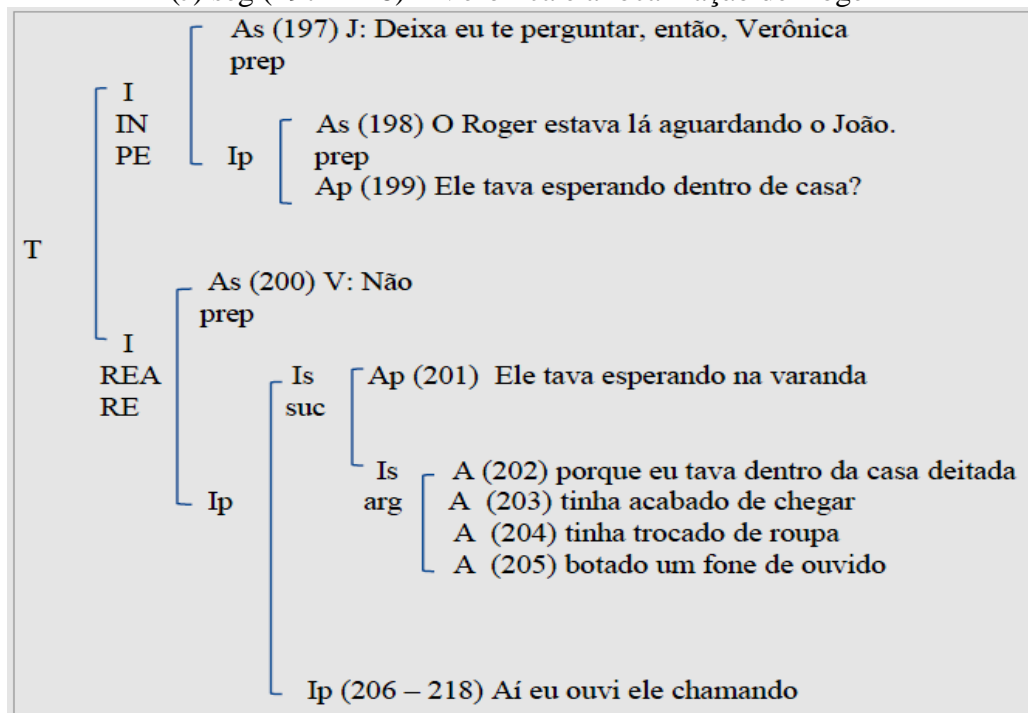 As (197) J: Deixa eu te perguntar, então, Verônica
prep
I
IN
PE
Ip
As (198) O Roger estava lá aguardando o João.
prep
Ap (199) Ele tava esperando dentro de casa?
T
As (200) V: Não
prep
I
REA
RE
Is
suc
Ap (201) Ele tava esperando na varanda
Is
arg
A (202) porque eu tava dentro da casa deitada
A (203) tinha acabado de chegar
A (204) tinha trocado de roupa
A (205) botado um fone de ouvido
Ip
Ip (206 – 218) Aí eu ouvi ele chamando